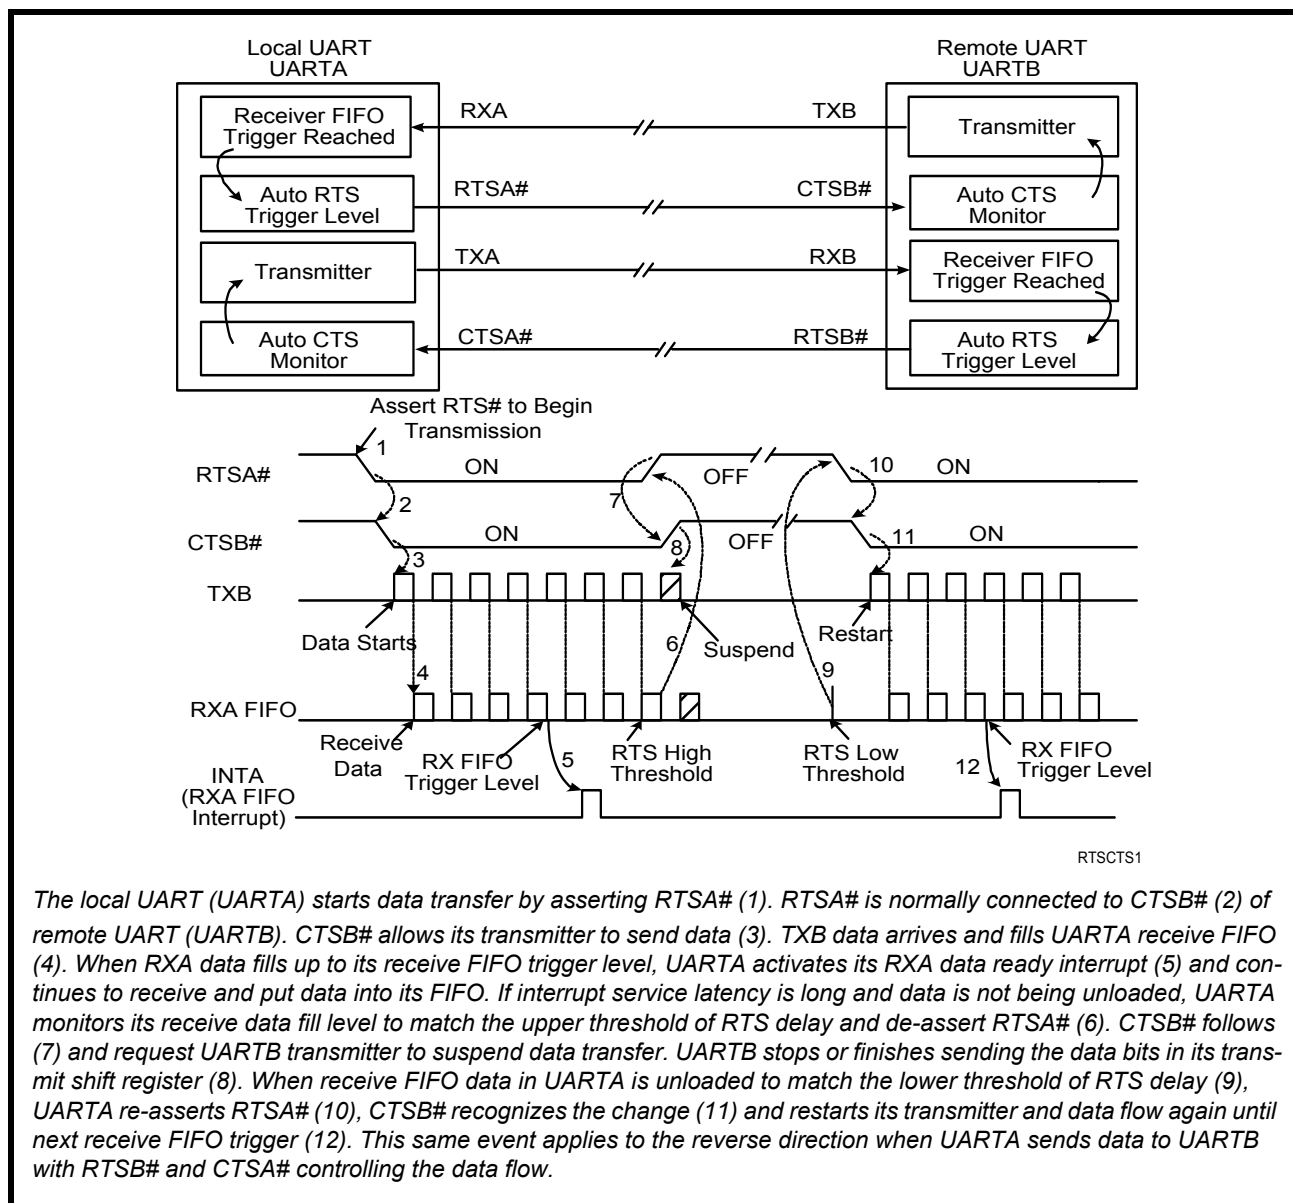 Local UART
UARTA
Remote UART
UARTB
Receiver FIFO
Trigger Reached
RXA
TXB
Transmitter
Auto RTS
Trigger Level
RTSA#
CTSB#
Auto CTS
Monitor
Transmitter
TXA
RXB
Receiver FIFO
Trigger Reached
Auto CTS
Monitor
CTSA#
RTSB#
Auto RTS
Trigger Level
Assert RTS# to Begin
Transmission
1
RTSA#
ON
7
OFF
10
ON
2
CTSB#
ON
8
OFF
11
ON
3
TXB
Data Starts
6
Suspend
Restart
4
9
RXA FIFO
Receive
Data
RX FIFO
Trigger Level
5
RTS High
Threshold
RTS Low
Threshold
12
RX FIFO
Trigger Level
INTA
(RXA FIFO
Interrupt)
RTSCTS1
The local UART (UARTA) starts data transfer by asserting RTSA# (1). RTSA# is normally connected to CTSB# (2) of
remote UART (UARTB). CTSB# allows its transmitter to send data (3). TXB data arrives and fills UARTA receive FIFO
(4). When RXA data fills up to its receive FIFO trigger level, UARTA activates its RXA data ready interrupt (5) and con-
tinues to receive and put data into its FIFO. If interrupt service latency is long and data is not being unloaded, UARTA
monitors its receive data fill level to match the upper threshold of RTS delay and de-assert RTSA# (6). CTSB# follows
(7) and request UARTB transmitter to suspend data transfer. UARTB stops or finishes sending the data bits in its trans-
mit shift register (8). When receive FIFO data in UARTA is unloaded to match the lower threshold of RTS delay (9),
UARTA re-asserts RTSA# (10), CTSB# recognizes the change (11) and restarts its transmitter and data flow again until
next receive FIFO trigger (12). This same event applies to the reverse direction when UARTA sends data to UARTB
with RTSB# and CTSA# controlling the data flow.